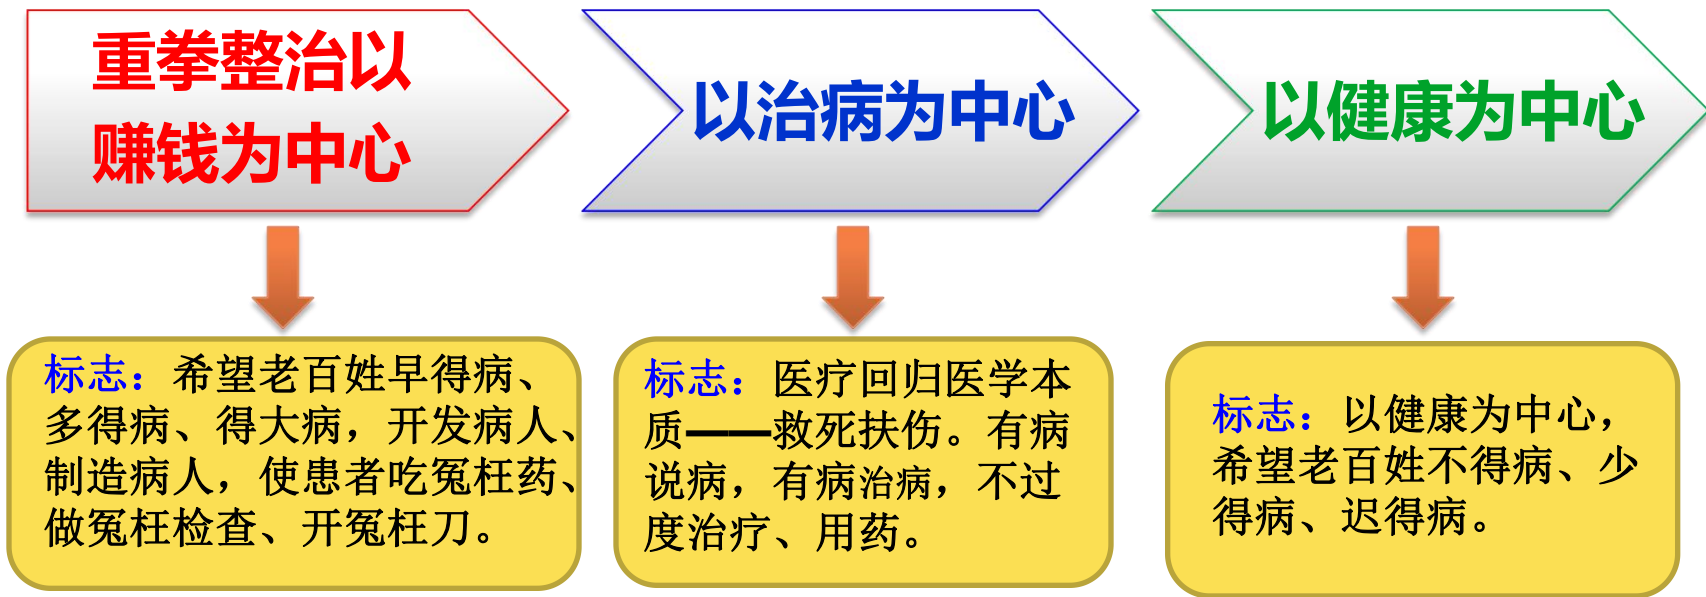 重拳整治以
赚钱为中心
以治病为中心
以健康为中心
标志：希望老百姓早得病、
多得病、得大病，开发病人、
制造病人，使患者吃冤枉药、
做冤枉检查、开冤枉刀。
标志：医疗回归医学本
质——救死扶伤。有病
说病，有病治病，不过
度治疗、用药。
标志：以健康为中心，
希望老百姓不得病、少
得病、迟得病。